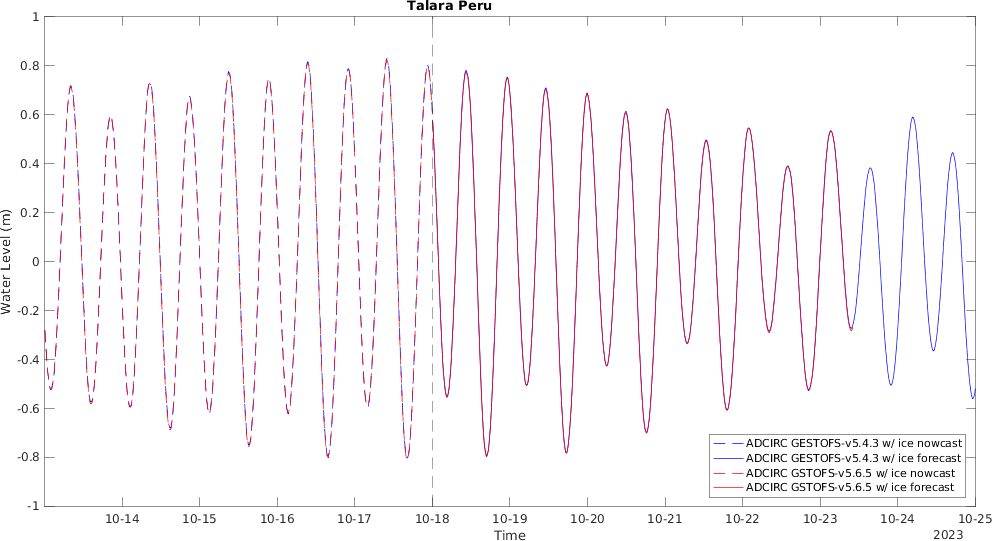 Talara Peru
1
0.8
0.6
0.4
0.2
0
-0.2
-0.4
-0.6
-0.8
-1
Water Level (m)
ADCIRC GESTOFS-v5.4.3 w/ ice nowcast
ADCIRC GESTOFS-v5.4.3 w/ ice forecast
ADCIRC GSTOFS-v5.6.5 w/ ice nowcast
ADCIRC GSTOFS-v5.6.5 w/ ice forecast
10-14 10-15 10-16 10-17 10-18 10-19 10-20 10-21 10-22 10-23 10-24 10-25
Time 2023